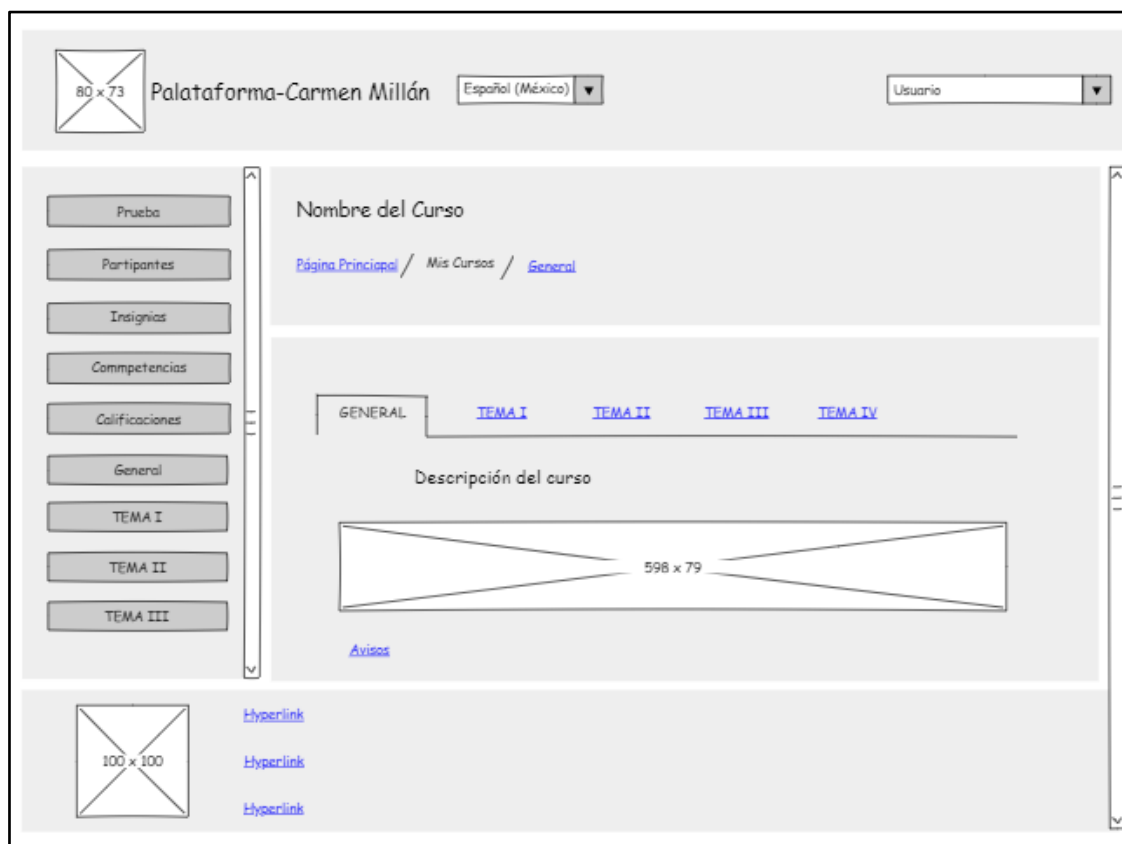 80 x 73
Palataforma-Carmen Millán
Español (México)
Usuario
Prueba
Partipantes
Insignias
Commpetencias
Calificaciones
General
TEMA I
TEMA II
TEMA III
Nombre del Curso
Página Princiapal / Mis Cursos / General
GENERAL TEMA I TEMA II TEMA III TEMA IV
Descripción del curso
598 x 79
Avisos
100 x 100
Hyperlink
Hyperlink
Hyperlink